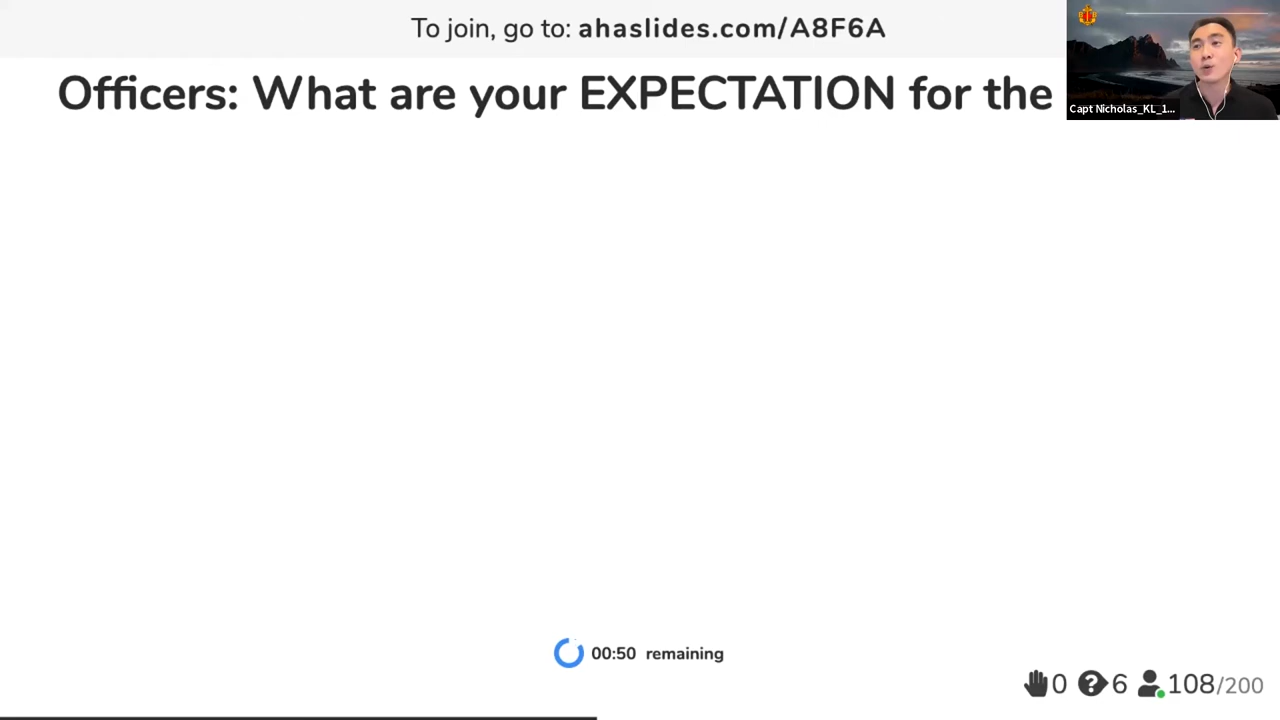 To join, go to: ahaslides.com/A8F6A
Officers: What are your EXPECTATION for the
Capt Nicholas_KL_1...
00:50 remaining
0 6 108/200